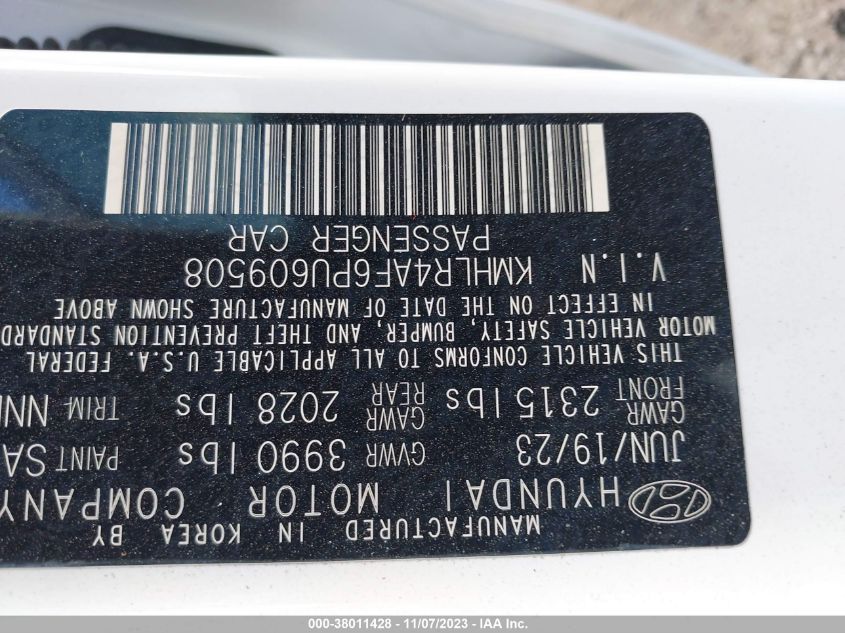 MANUFACTURED IN KOREA BY
HYUNDAI MOTOR COMPANY
JUN/19/23 GVWR 3990 lbs PAINT SA
GAWR FRONT 2315 lbs GAWR REAR 2028 lbs TRIM NNB
THIS VEHICLE CONFORMS TO ALL APPLICABLE U.S.A. FEDERAL
MOTOR VEHICLE SAFETY, BUMPER, AND THEFT PREVENTION STANDARD
IN EFFECT ON THE DATE OF MANUFACTURE SHOWN ABOVE
V.I.N KMHLR4AF6PU609508
PASSENGER CAR
000-38011428 - 11/07/2023 - © IAA Inc.